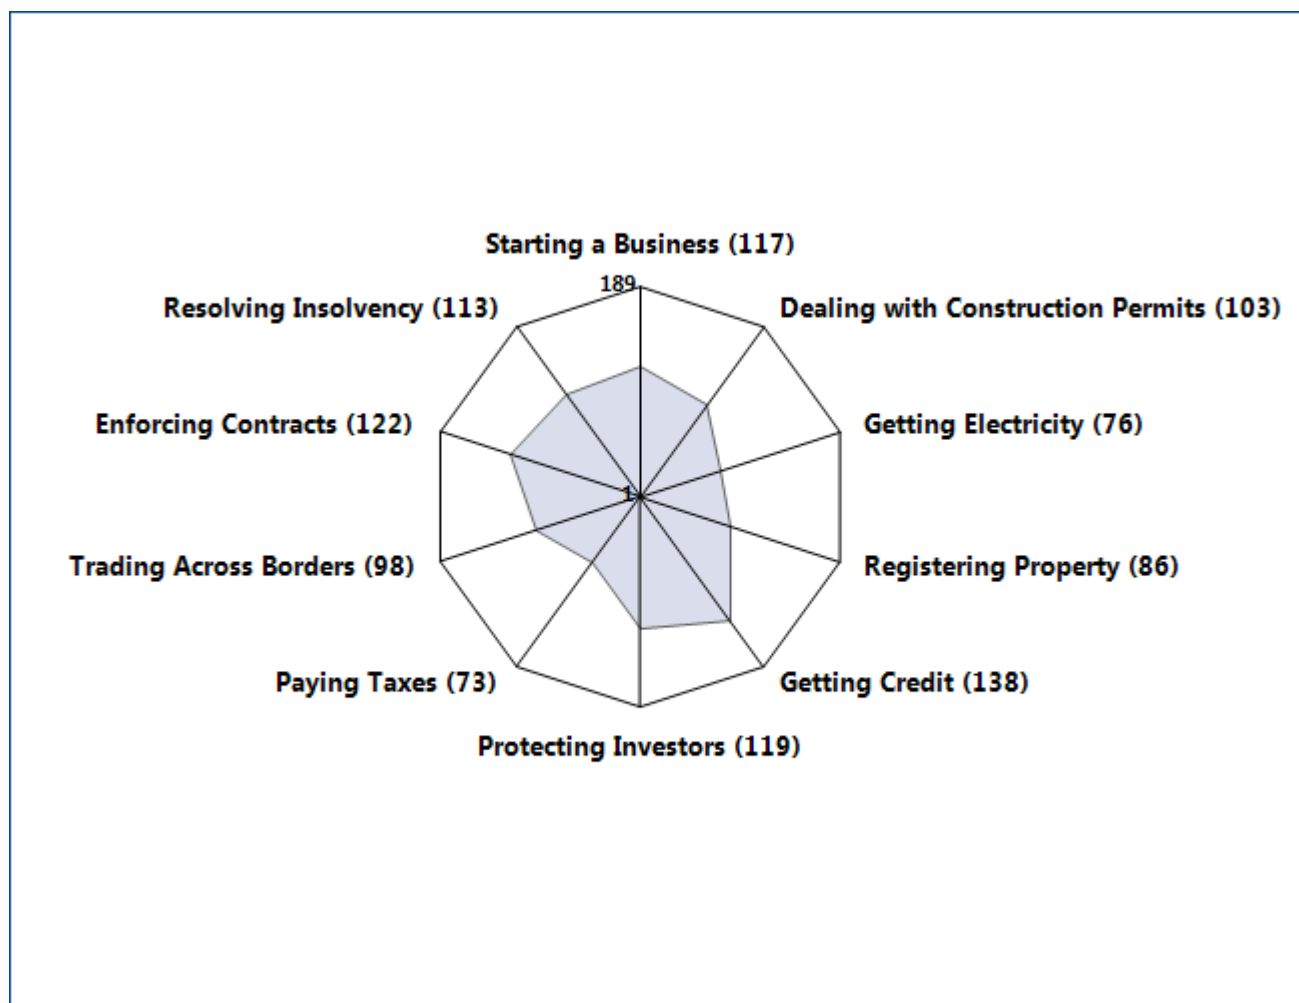 Starting a Business (117)
189
Resolving Insolvency (113)
Dealing with Construction Permits (103)
Enforcing Contracts (122)
Getting Electricity (76)
1
Trading Across Borders (98)
Registering Property (86)
Paying Taxes (73)
Getting Credit (138)
Protecting Investors (119)